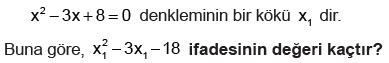 x² – 3x + 8 = 0 denkleminin bir kökü x₁ dir.
Buna göre, x₁² – 3x₁ – 18 ifadesinin değeri kaçtır?